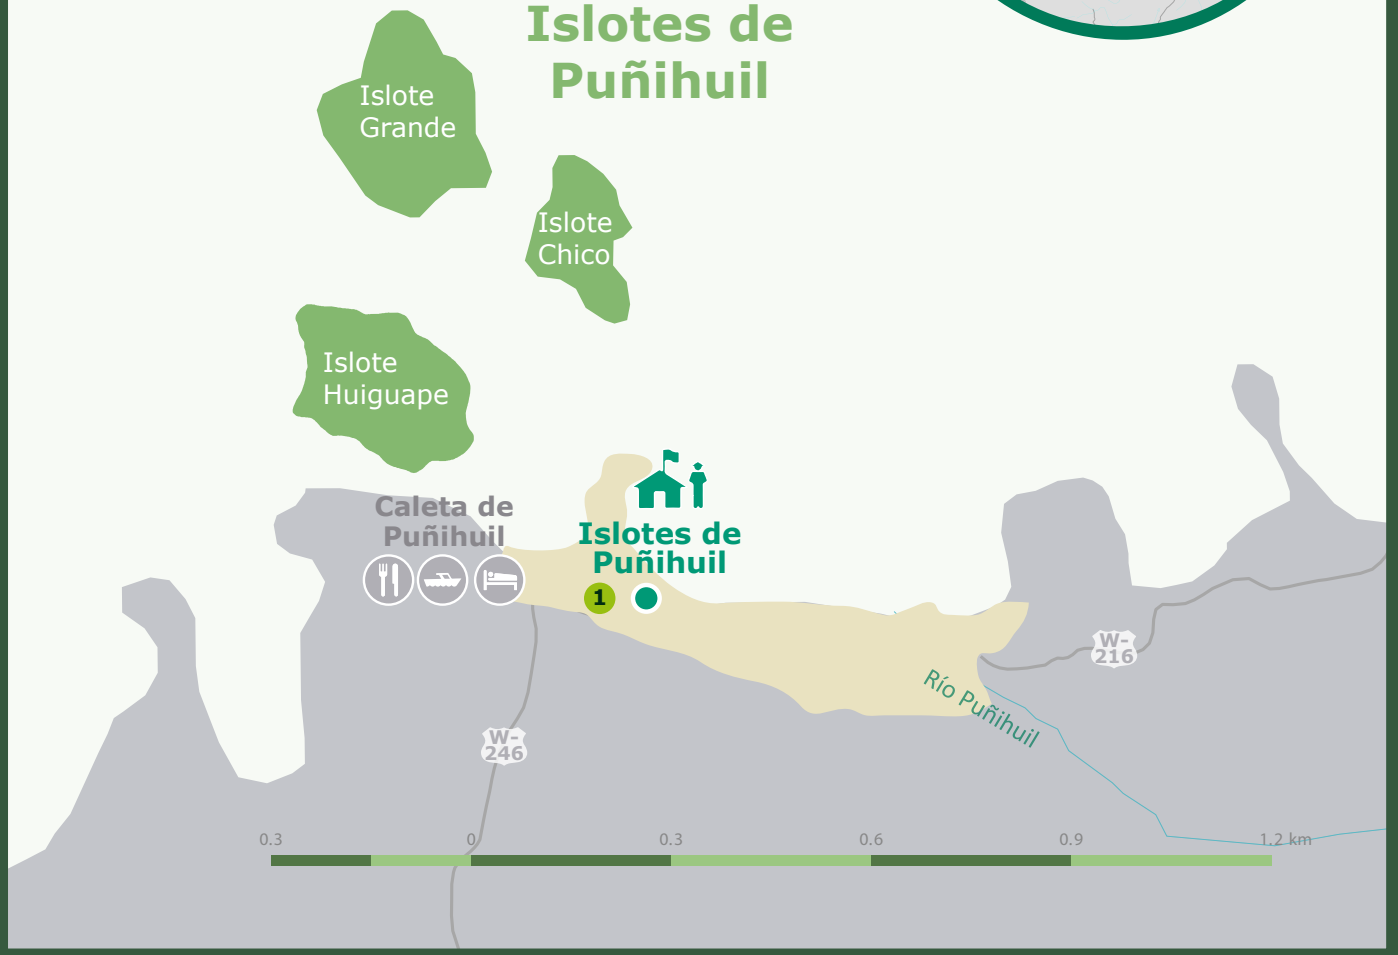 Islotes de
Puñihuil
Islote
Grande
Islote
Chico
Islote
Huiguape
Caleta de
Puñihuil
Islotes de
Puñihuil
1
W-
216
Río Puñihuil
W-
246
0.3 0 0.3 0.6 0.9 1.2 km